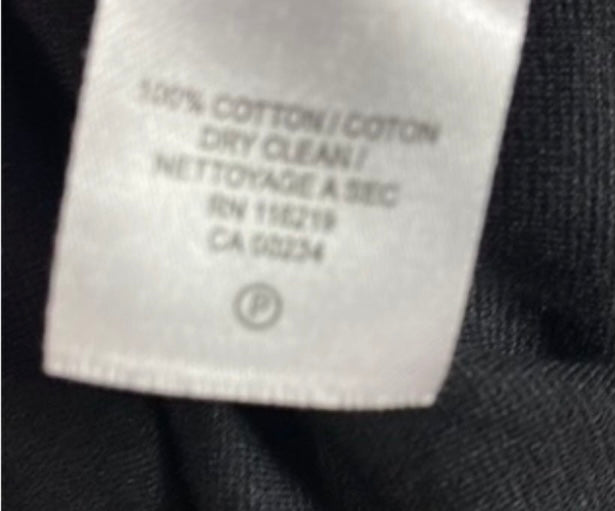 100% COTTON / COTON
DRY CLEAN /
NETTOYAGE A SEC
RN 116219
CA 00234
P